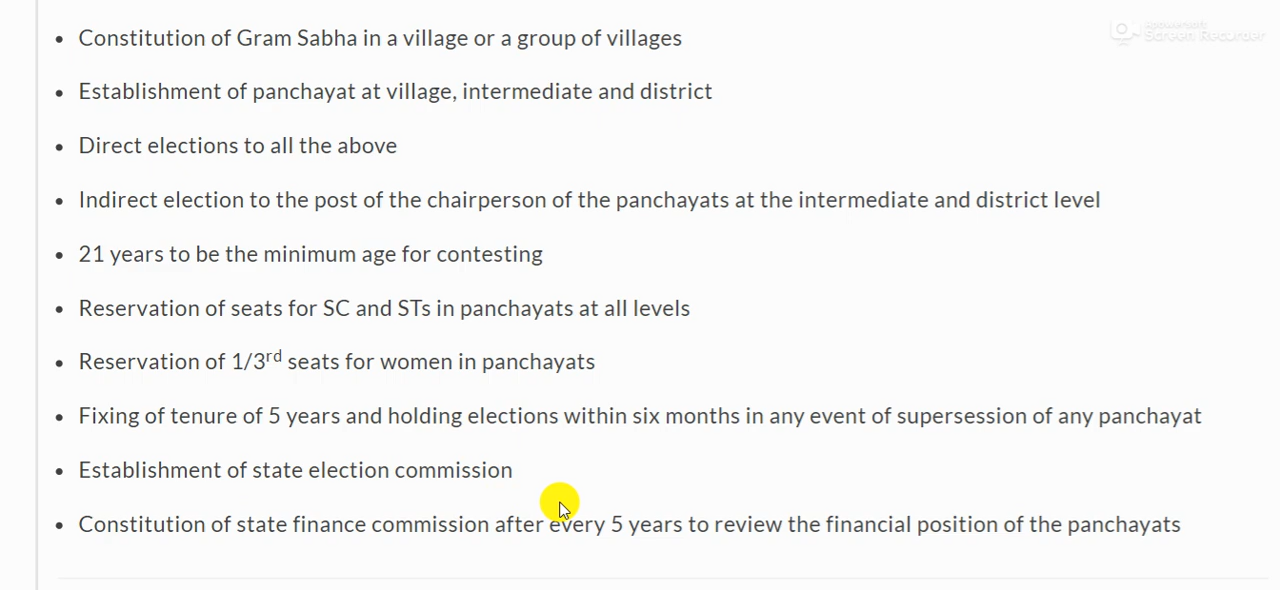 Apowersoft
Screen Recorder
• Constitution of Gram Sabha in a village or a group of villages
• Establishment of panchayat at village, intermediate and district
• Direct elections to all the above
• Indirect election to the post of the chairperson of the panchayats at the intermediate and district level
• 21 years to be the minimum age for contesting
• Reservation of seats for SC and STs in panchayats at all levels
• Reservation of 1/3rd seats for women in panchayats
• Fixing of tenure of 5 years and holding elections within six months in any event of supersession of any panchayat
• Establishment of state election commission
• Constitution of state finance commission after every 5 years to review the financial position of the panchayats